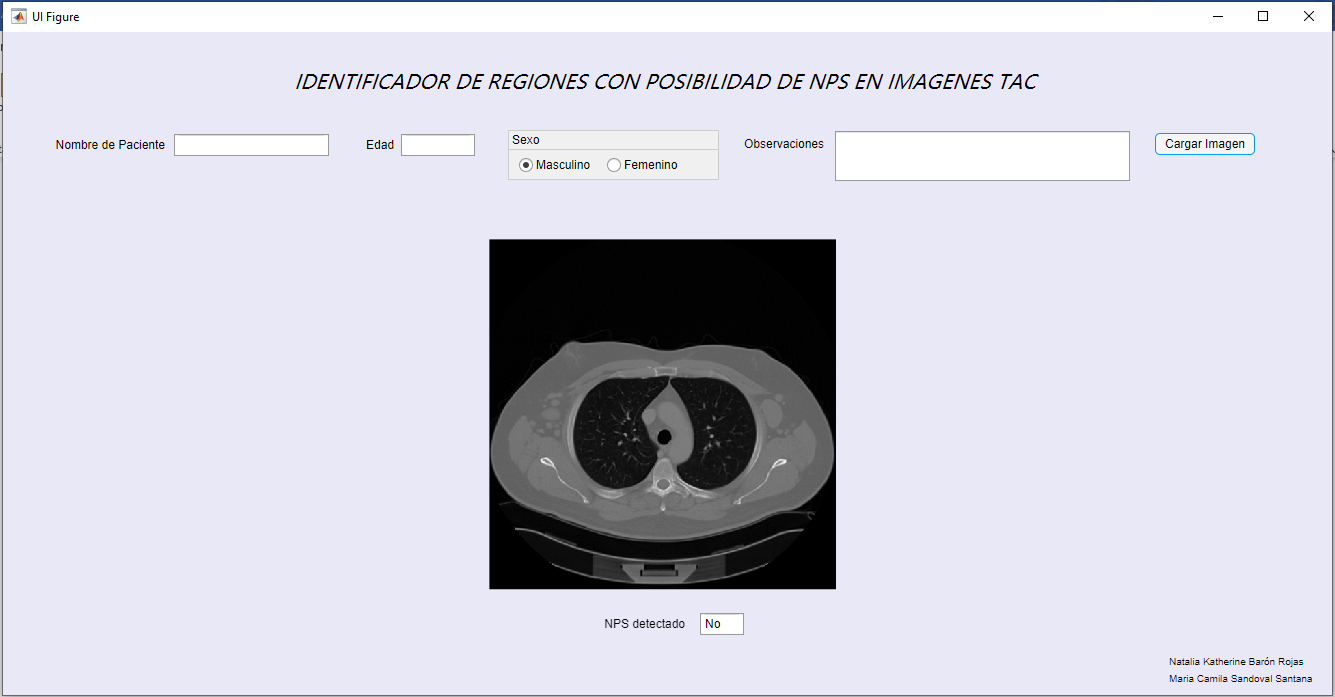 UI Figure
IDENTIFICADOR DE REGIONES CON POSIBILIDAD DE NPS EN IMAGENES TAC
Nombre de Paciente
Edad
Sexo
Masculino
Femenino
Observaciones
Cargar Imagen
NPS detectado
No
Natalia Katherine Barón Rojas
Maria Camila Sandoval Santana